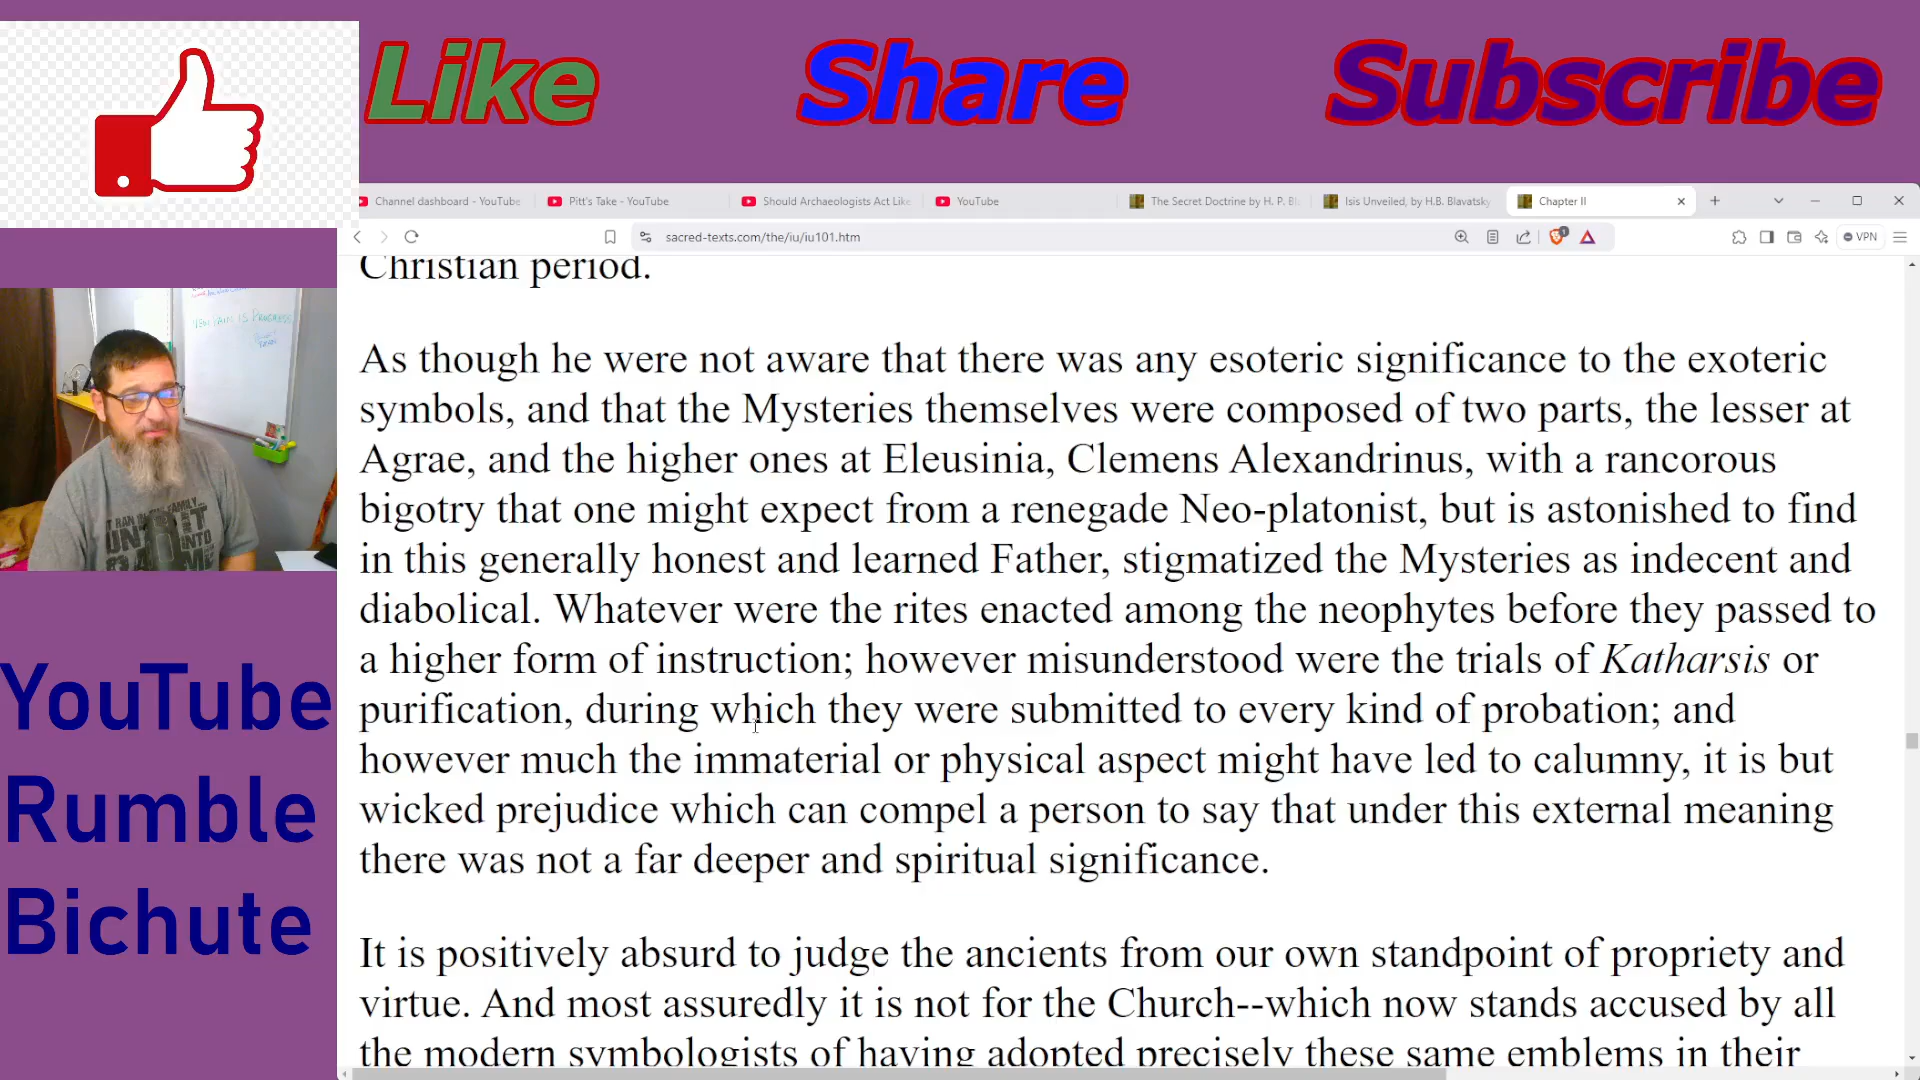 Like Share Subscribe
Channel dashboard - YouTube
Pitt's Take - YouTube
Should Archaeologists Act Like
YouTube
The Secret Doctrine by H. P. Bl
Isis Unveiled, by H.B. Blavatsky
Chapter II
sacred-texts.com/the/iu/iu101.htm
1
VPN
Christian period.
As though he were not aware that there was any esoteric significance to the exoteric
symbols, and that the Mysteries themselves were composed of two parts, the lesser at
Agrae, and the higher ones at Eleusinia, Clemens Alexandrinus, with a rancorous
bigotry that one might expect from a renegade Neo-platonist, but is astonished to find
in this generally honest and learned Father, stigmatized the Mysteries as indecent and
diabolical. Whatever were the rites enacted among the neophytes before they passed to
a higher form of instruction; however misunderstood were the trials of Katharsis or
purification, during which they were submitted to every kind of probation; and
however much the immaterial or physical aspect might have led to calumny, it is but
wicked prejudice which can compel a person to say that under this external meaning
there was not a far deeper and spiritual significance.
It is positively absurd to judge the ancients from our own standpoint of propriety and
virtue. And most assuredly it is not for the Church--which now stands accused by all
the modern symbologists of having adopted precisely these same emblems in their
YouTube
Rumble
Bichute